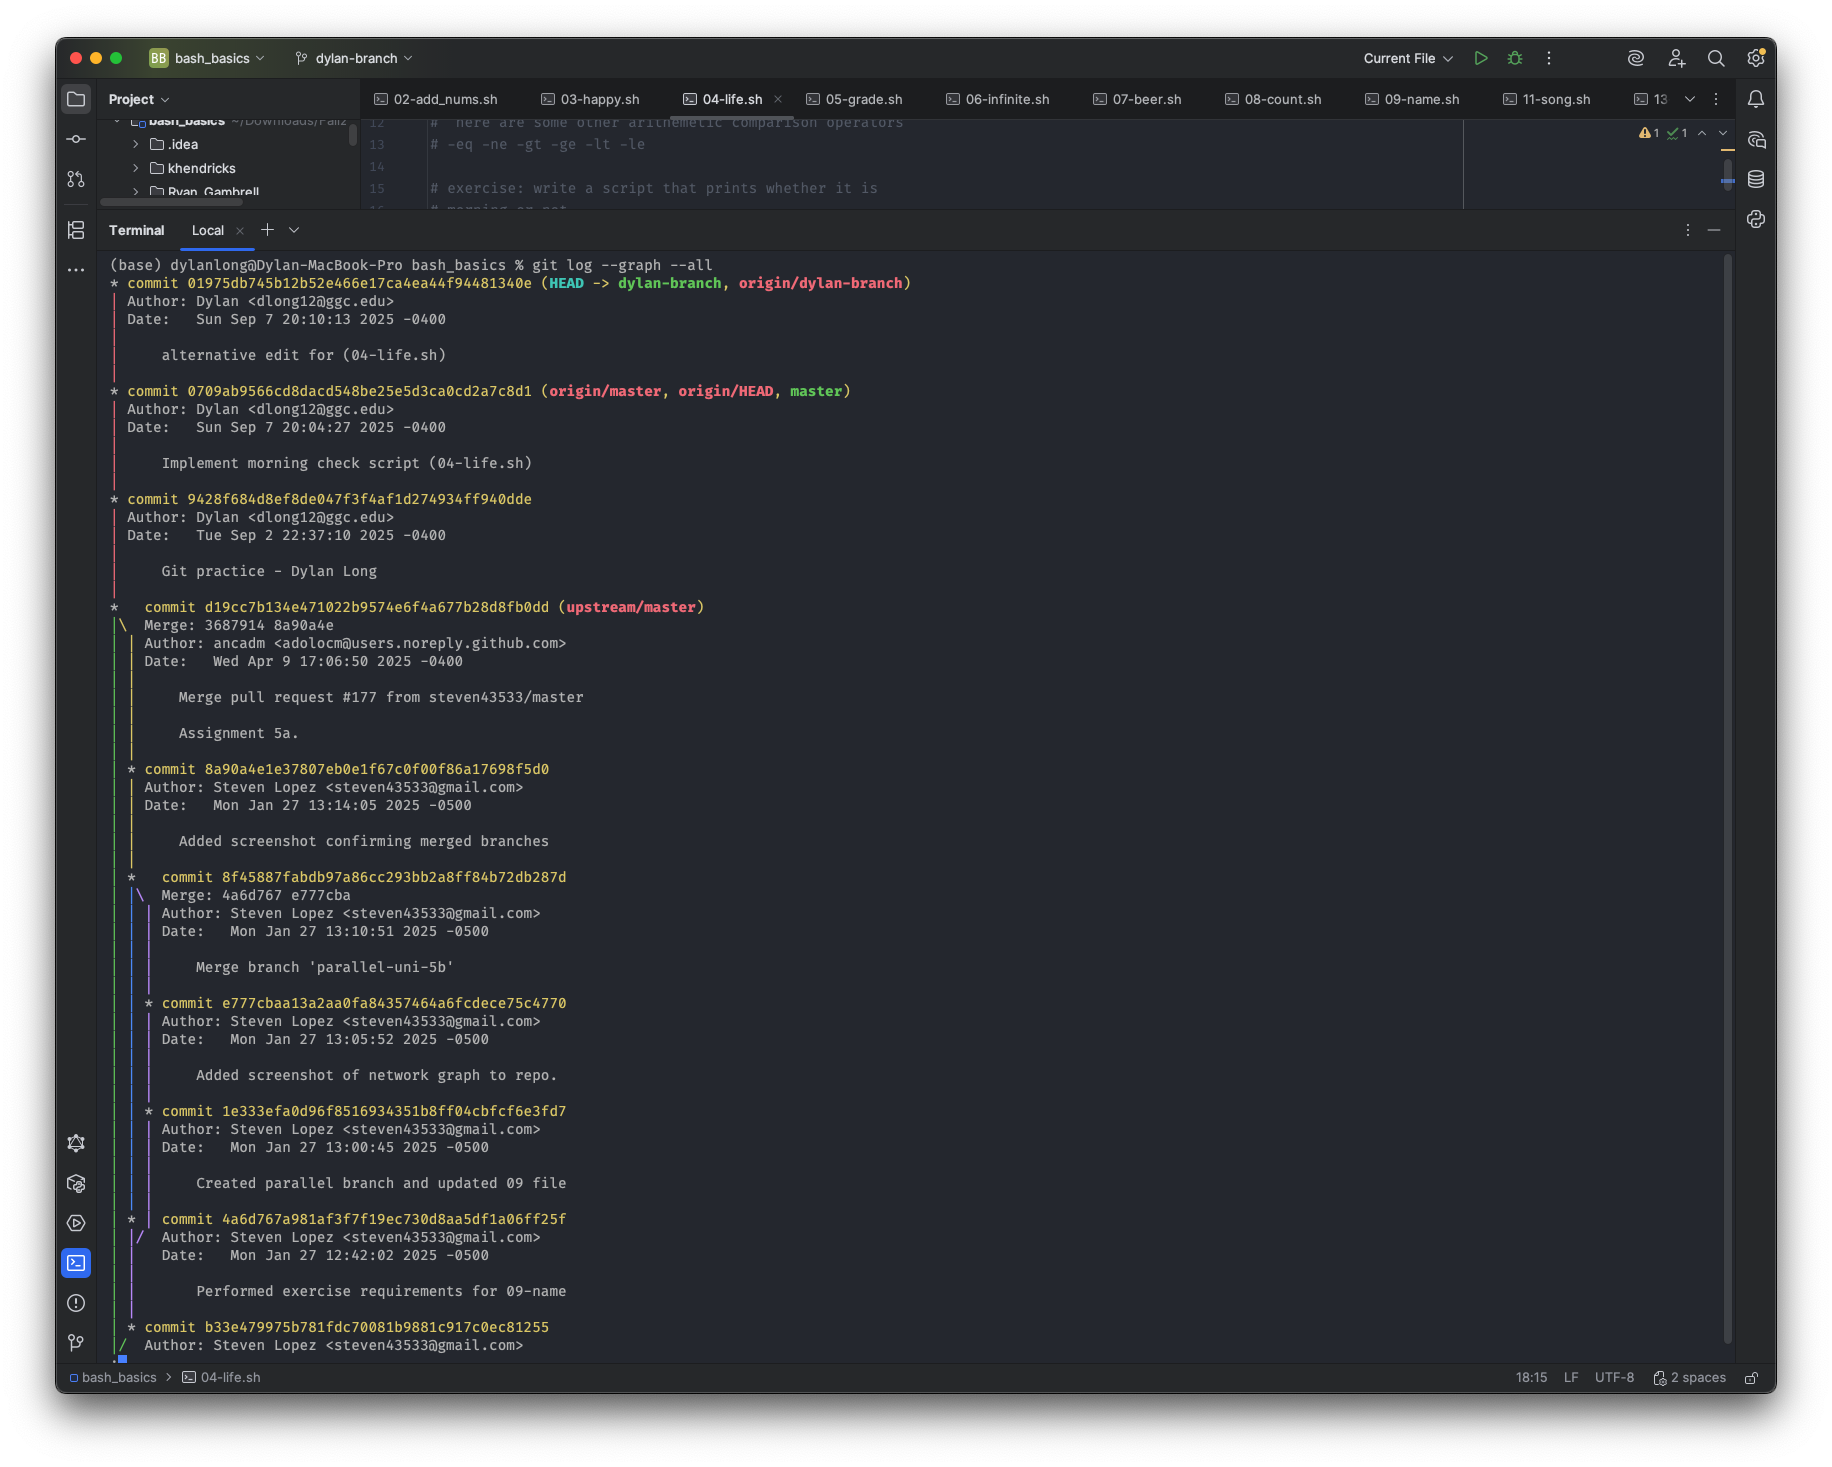 BB bash_basics dylan-branch Current File
Project 02-add_nums.sh 03-happy.sh 04-life.sh 05-grade.sh 06-infinite.sh 07-beer.sh 08-count.sh 09-name.sh 11-song.sh 13
bash_basics ~/Downloads/Fall2
.idea
khendricks
Ryan_Gambrell
12 # here are some other arithemetic comparison operators
13 # -eq -ne -gt -ge -lt -le
14
15 # exercise: write a script that prints whether it is
16 # morning or not
1 1
Terminal Local
(base) dylanlong@Dylan-MacBook-Pro bash_basics % git log --graph --all
* commit 01975db745b12b52e466e17ca4ea44f94481340e (HEAD -> dylan-branch, origin/dylan-branch)
| Author: Dylan <dlong12@ggc.edu>
| Date:   Sun Sep 7 20:10:13 2025 -0400
|
|     alternative edit for (04-life.sh)
|
* commit 0709ab9566cd8dacd548be25e5d3ca0cd2a7c8d1 (origin/master, origin/HEAD, master)
| Author: Dylan <dlong12@ggc.edu>
| Date:   Sun Sep 7 20:04:27 2025 -0400
|
|     Implement morning check script (04-life.sh)
|
* commit 9428f684d8ef8de047f3f4af1d274934ff940dde
| Author: Dylan <dlong12@ggc.edu>
| Date:   Tue Sep 2 22:37:10 2025 -0400
|
|     Git practice - Dylan Long
|
*   commit d19cc7b134e471022b9574e6f4a677b28d8fb0dd (upstream/master)
|\  Merge: 3687914 8a90a4e
| | Author: ancadm <adolocm@users.noreply.github.com>
| | Date:   Wed Apr 9 17:06:50 2025 -0400
| |
| |     Merge pull request #177 from steven43533/master
| |
| |     Assignment 5a.
| |
| * commit 8a90a4e1e37807eb0e1f67c0f00f86a17698f5d0
| | Author: Steven Lopez <steven43533@gmail.com>
| | Date:   Mon Jan 27 13:14:05 2025 -0500
| |
| |     Added screenshot confirming merged branches
| |
| *   commit 8f45887fabdb97a86cc293bb2a8ff84b72db287d
| |\  Merge: 4a6d767 e777cba
| | | Author: Steven Lopez <steven43533@gmail.com>
| | | Date:   Mon Jan 27 13:10:51 2025 -0500
| | |
| | |     Merge branch 'parallel-uni-5b'
| | |
| | * commit e777cbaa13a2aa0fa84357464a6fcdece75c4770
| | | Author: Steven Lopez <steven43533@gmail.com>
| | | Date:   Mon Jan 27 13:05:52 2025 -0500
| | |
| | |     Added screenshot of network graph to repo.
| | |
| | * commit 1e333efa0d96f8516934351b8ff04cbfcf6e3fd7
| | | Author: Steven Lopez <steven43533@gmail.com>
| | | Date:   Mon Jan 27 13:00:45 2025 -0500
| | |
| | |     Created parallel branch and updated 09 file
| | |
| * | commit 4a6d767a981af3f7f19ec730d8aa5df1a06ff25f
| |/  Author: Steven Lopez <steven43533@gmail.com>
| |   Date:   Mon Jan 27 12:42:02 2025 -0500
| |
| |       Performed exercise requirements for 09-name
| |
| * commit b33e479975b781fdc70081b9881c917c0ec81255
|/  Author: Steven Lopez <steven43533@gmail.com>
:
bash_basics > 04-life.sh 18:15 LF UTF-8 2 spaces